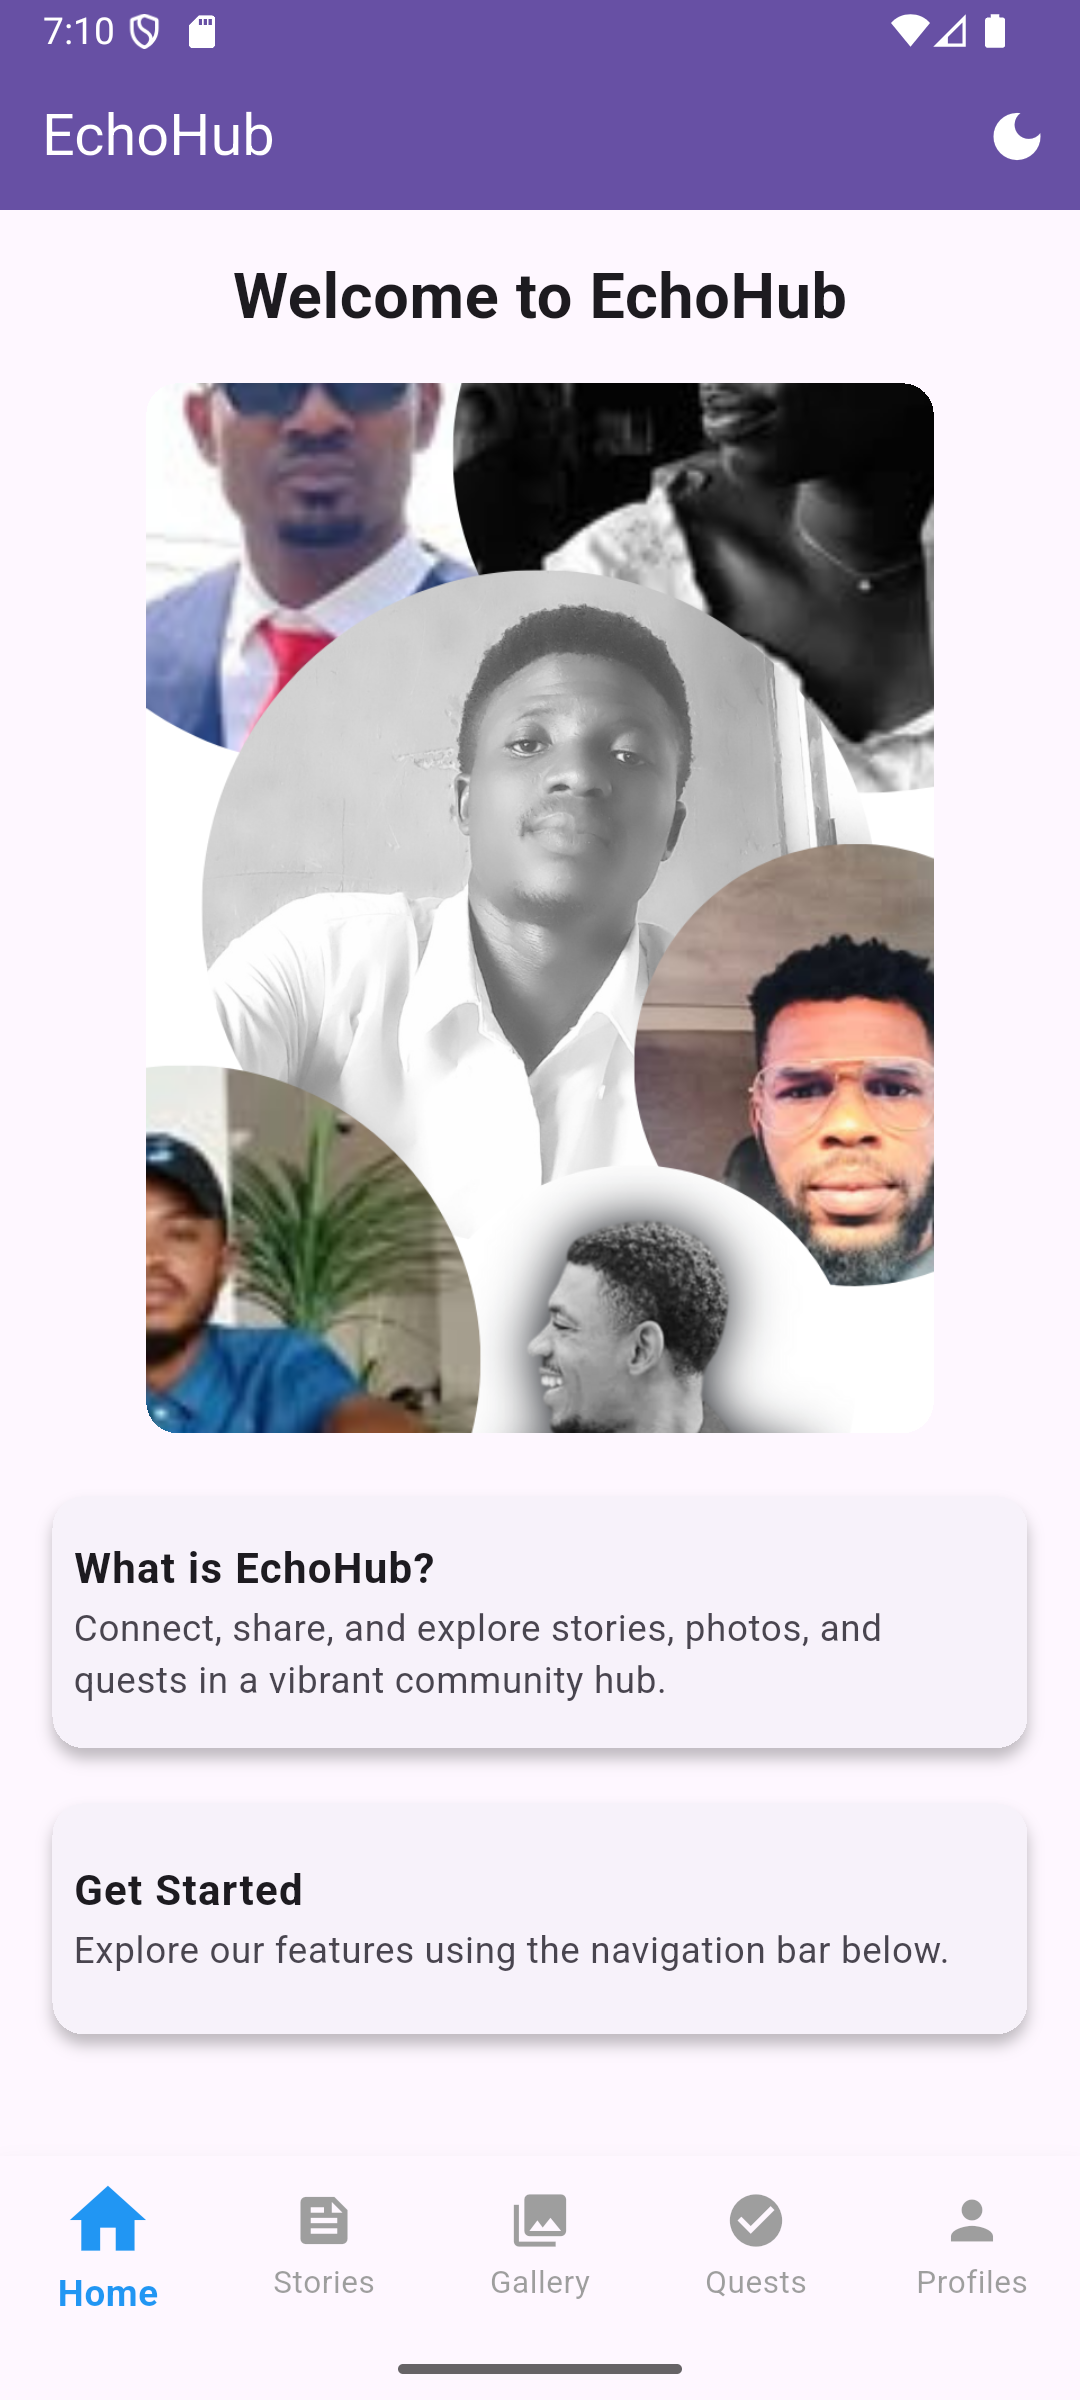 7:10
EchoHub
Welcome to EchoHub
What is EchoHub?
Connect, share, and explore stories, photos, and
quests in a vibrant community hub.
Get Started
Explore our features using the navigation bar below.
Home
Stories
Gallery
Quests
Profiles